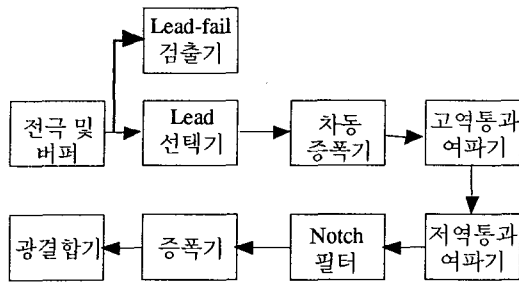 Lead-fail
검출기
전극 및
버퍼
Lead
선택기
차동
증폭기
고역통과
여파기
광결합기
증폭기
Notch
필터
저역통과
여파기